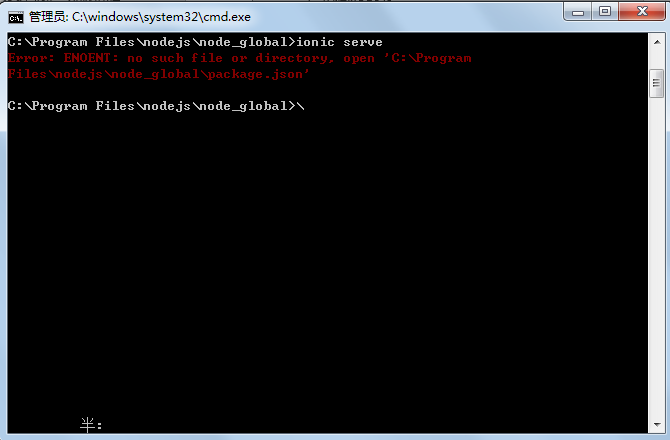 管理员: C:\windows\system32\cmd.exe
C:\Program Files\nodejs\node_global>ionic serve
Error: ENOENT: no such file or directory, open 'C:\Program
Files\nodejs\node_global\package.json'
C:\Program Files\nodejs\node_global>\
半: